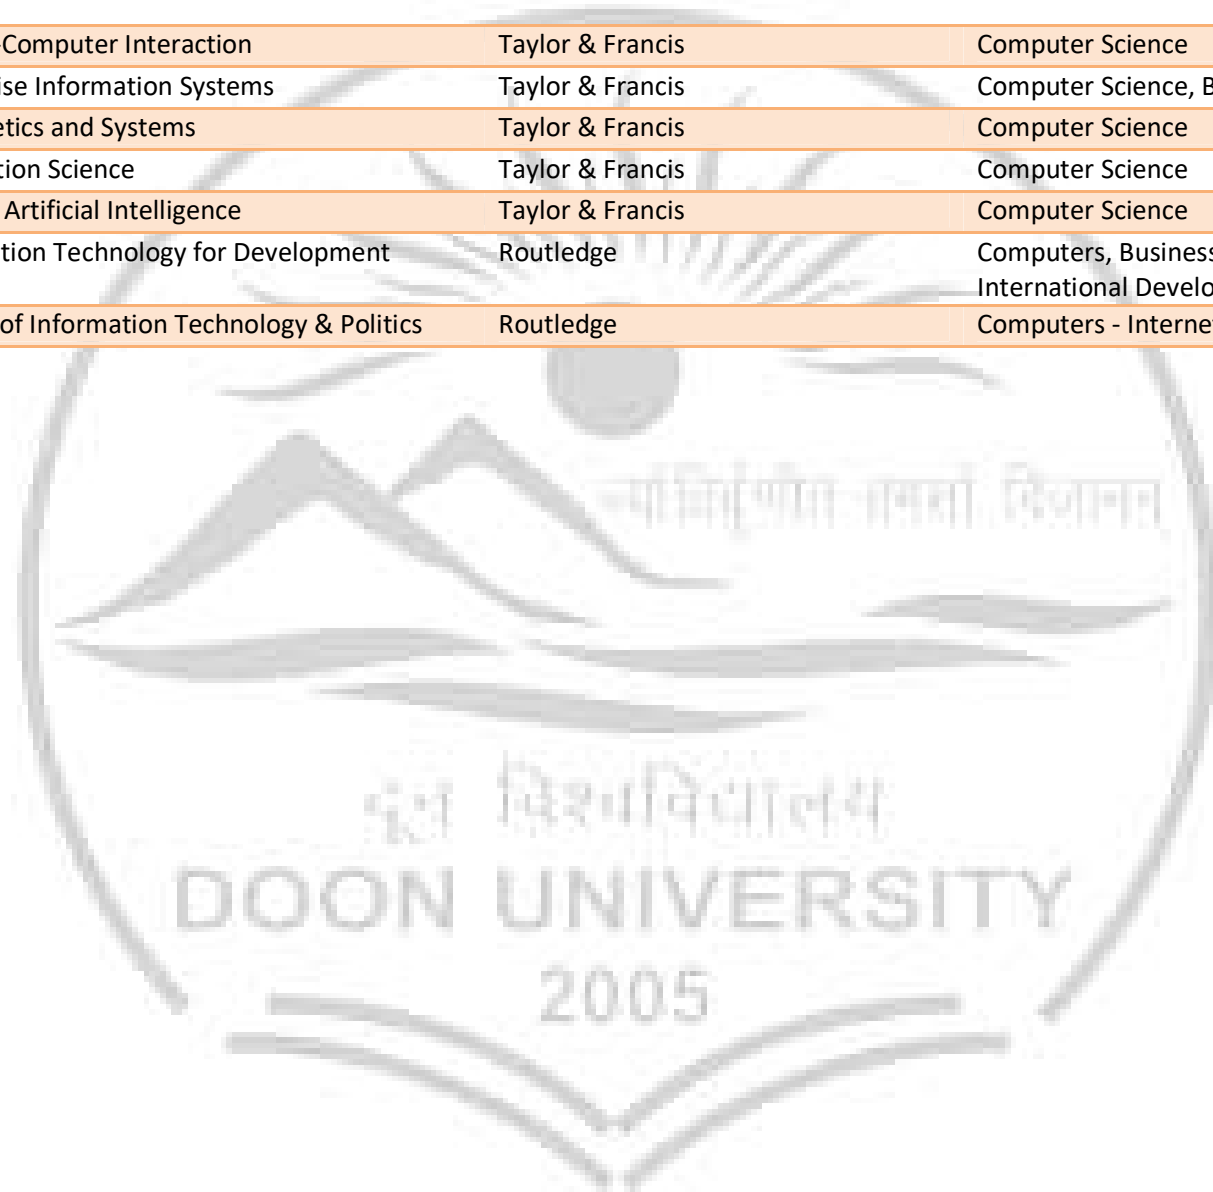 -Computer Interaction Taylor & Francis Computer Science
ise Information Systems Taylor & Francis Computer Science, B
etics and Systems Taylor & Francis Computer Science
tion Science Taylor & Francis Computer Science
Artificial Intelligence Taylor & Francis Computer Science
tion Technology for Development Routledge Computers, Business
International Develo
of Information Technology & Politics Routledge Computers - Interne
दून विश्वविद्यालय
DOON UNIVERSITY
2005